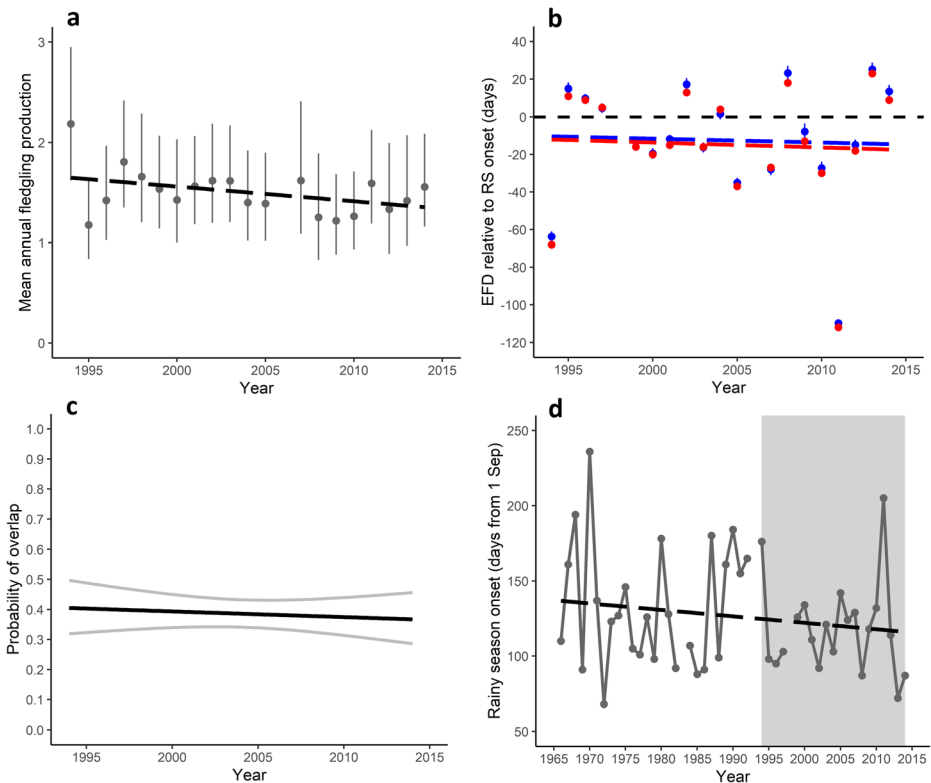 a
Mean annual fledgling production
3
2
1
0
1995 2000 2005 2010 2015
Year
b
EFD relative to RS onset (days)
40
20
0
-20
-40
-60
-80
-100
-120
1995 2000 2005 2010 2015
Year
c
Probability of overlap
1.0
0.9
0.8
0.7
0.6
0.5
0.4
0.3
0.2
0.1
0.0
1995 2000 2005 2010 2015
Year
d
Rainy season onset (days from 1 Sep)
250
200
150
100
50
1965 1970 1975 1980 1985 1990 1995 2000 2005 2010 2015
Year